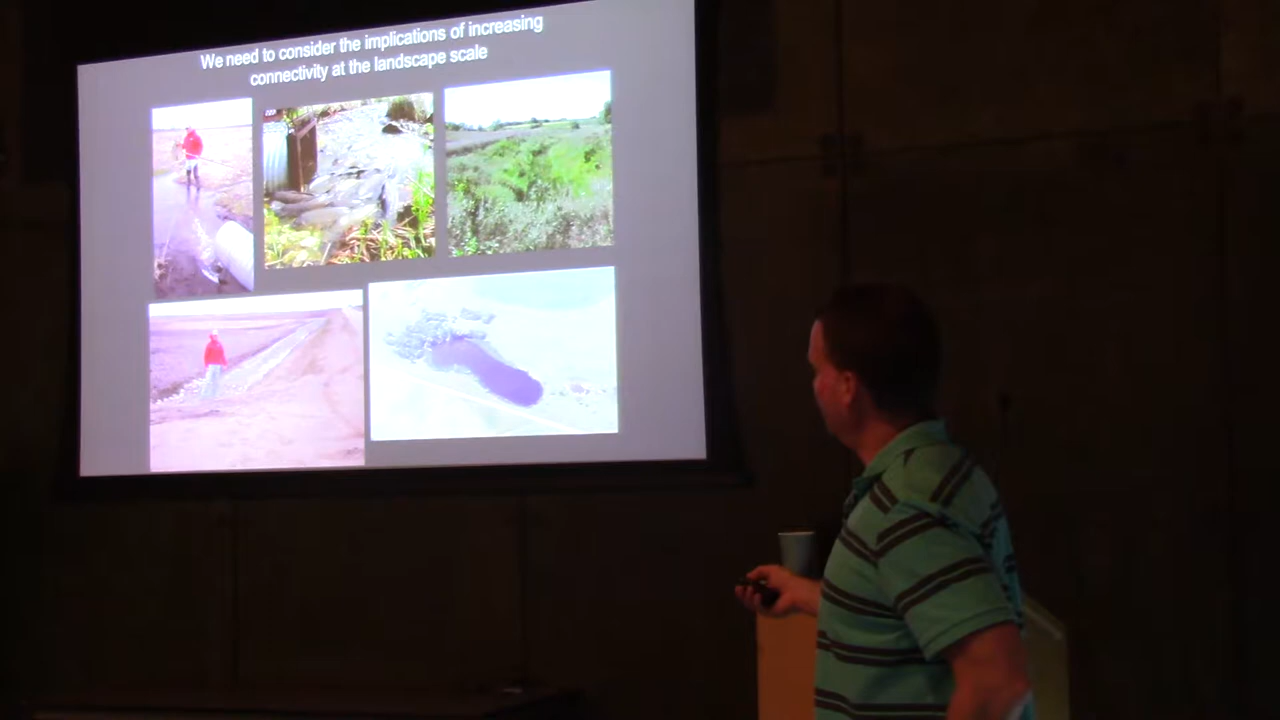 We need to consider the implications of increasing
connectivity at the landscape scale